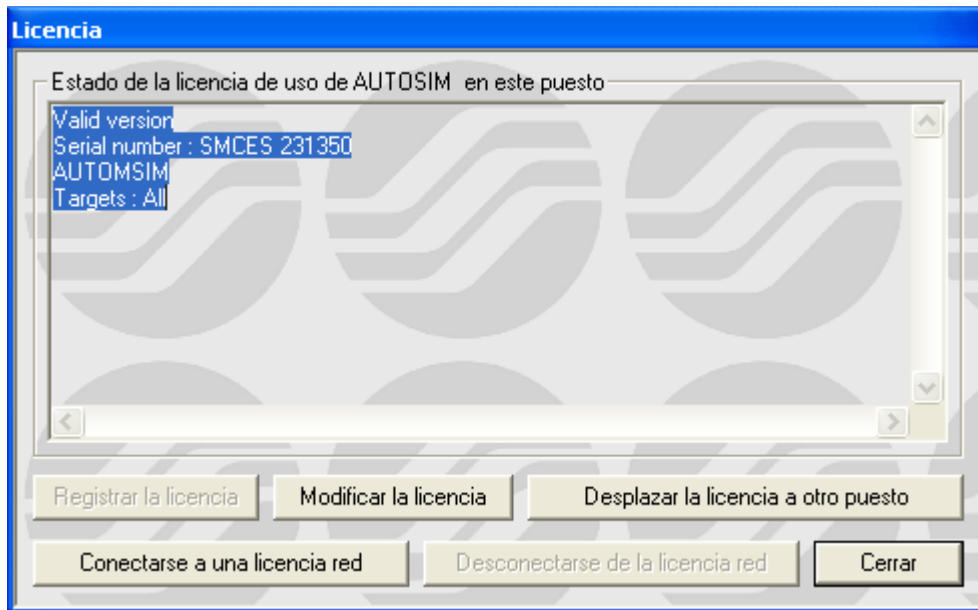 Licencia
Estado de la licencia de uso de AUTOSIM en este puesto
Valid version
Serial number : SMCES 231350
AUTOMSIM
Targets : All
Registrar la licencia
Modificar la licencia
Desplazar la licencia a otro puesto
Conectarse a una licencia red
Desconectarse de la licencia red
Cerrar